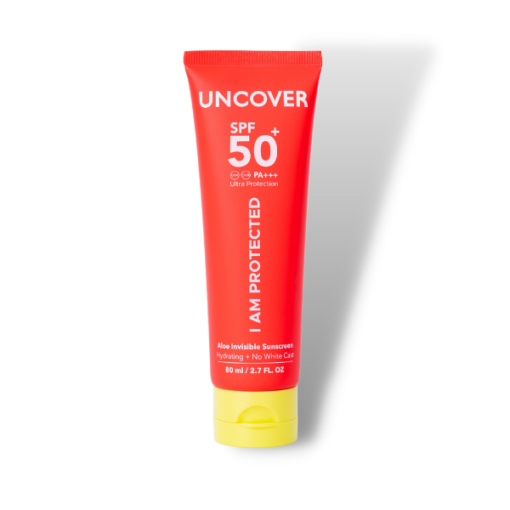 UNCOVER
SPF
50+
PA+++
Ultra Protection
I AM PROTECTED
Aloe Invisible Sunscreen
Hydrating + No White Cast
80 ml / 2.7 FL. OZ